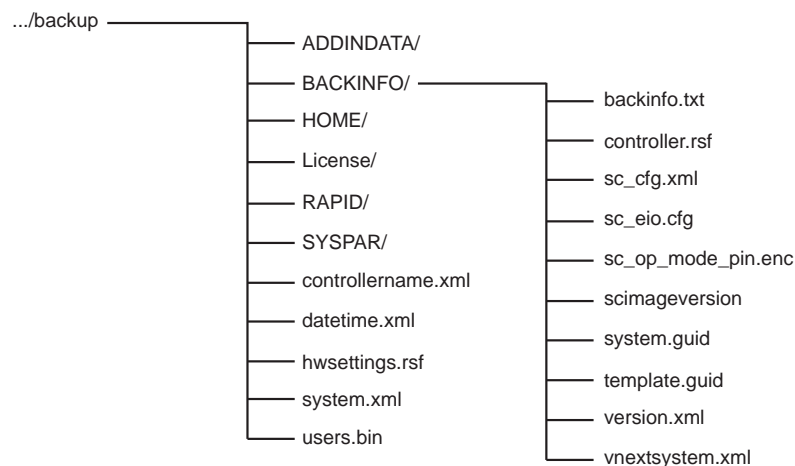 .../backup
ADDINDATA/
BACKINFO/
HOME/
License/
RAPID/
SYSPAR/
controllername.xml
datetime.xml
hwsettings.rsf
system.xml
users.bin
backinfo.txt
controller.rsf
sc_cfg.xml
sc_eio.cfg
sc_op_mode_pin.enc
scimageversion
system.guid
template.guid
version.xml
vnextsystem.xml